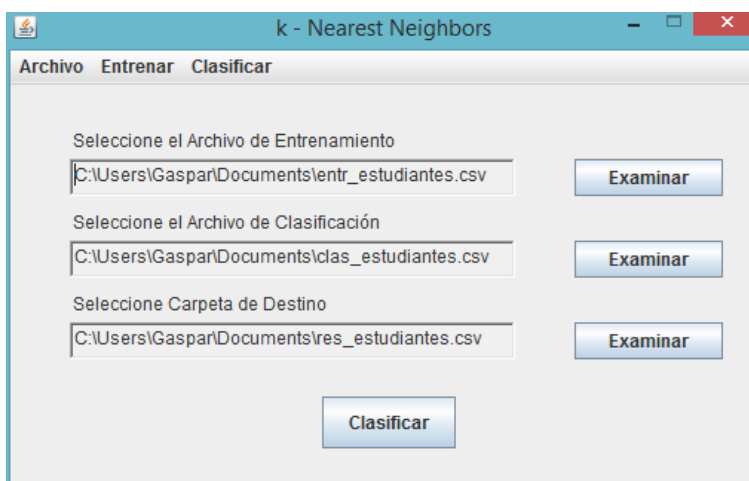 k - Nearest Neighbors
Archivo Entrenar Clasificar
Seleccione el Archivo de Entrenamiento
C:\Users\Gaspar\Documents\entr_estudiantes.csv Examinar
Seleccione el Archivo de Clasificación
C:\Users\Gaspar\Documents\clas_estudiantes.csv Examinar
Seleccione Carpeta de Destino
C:\Users\Gaspar\Documents\res_estudiantes.csv Examinar
Clasificar